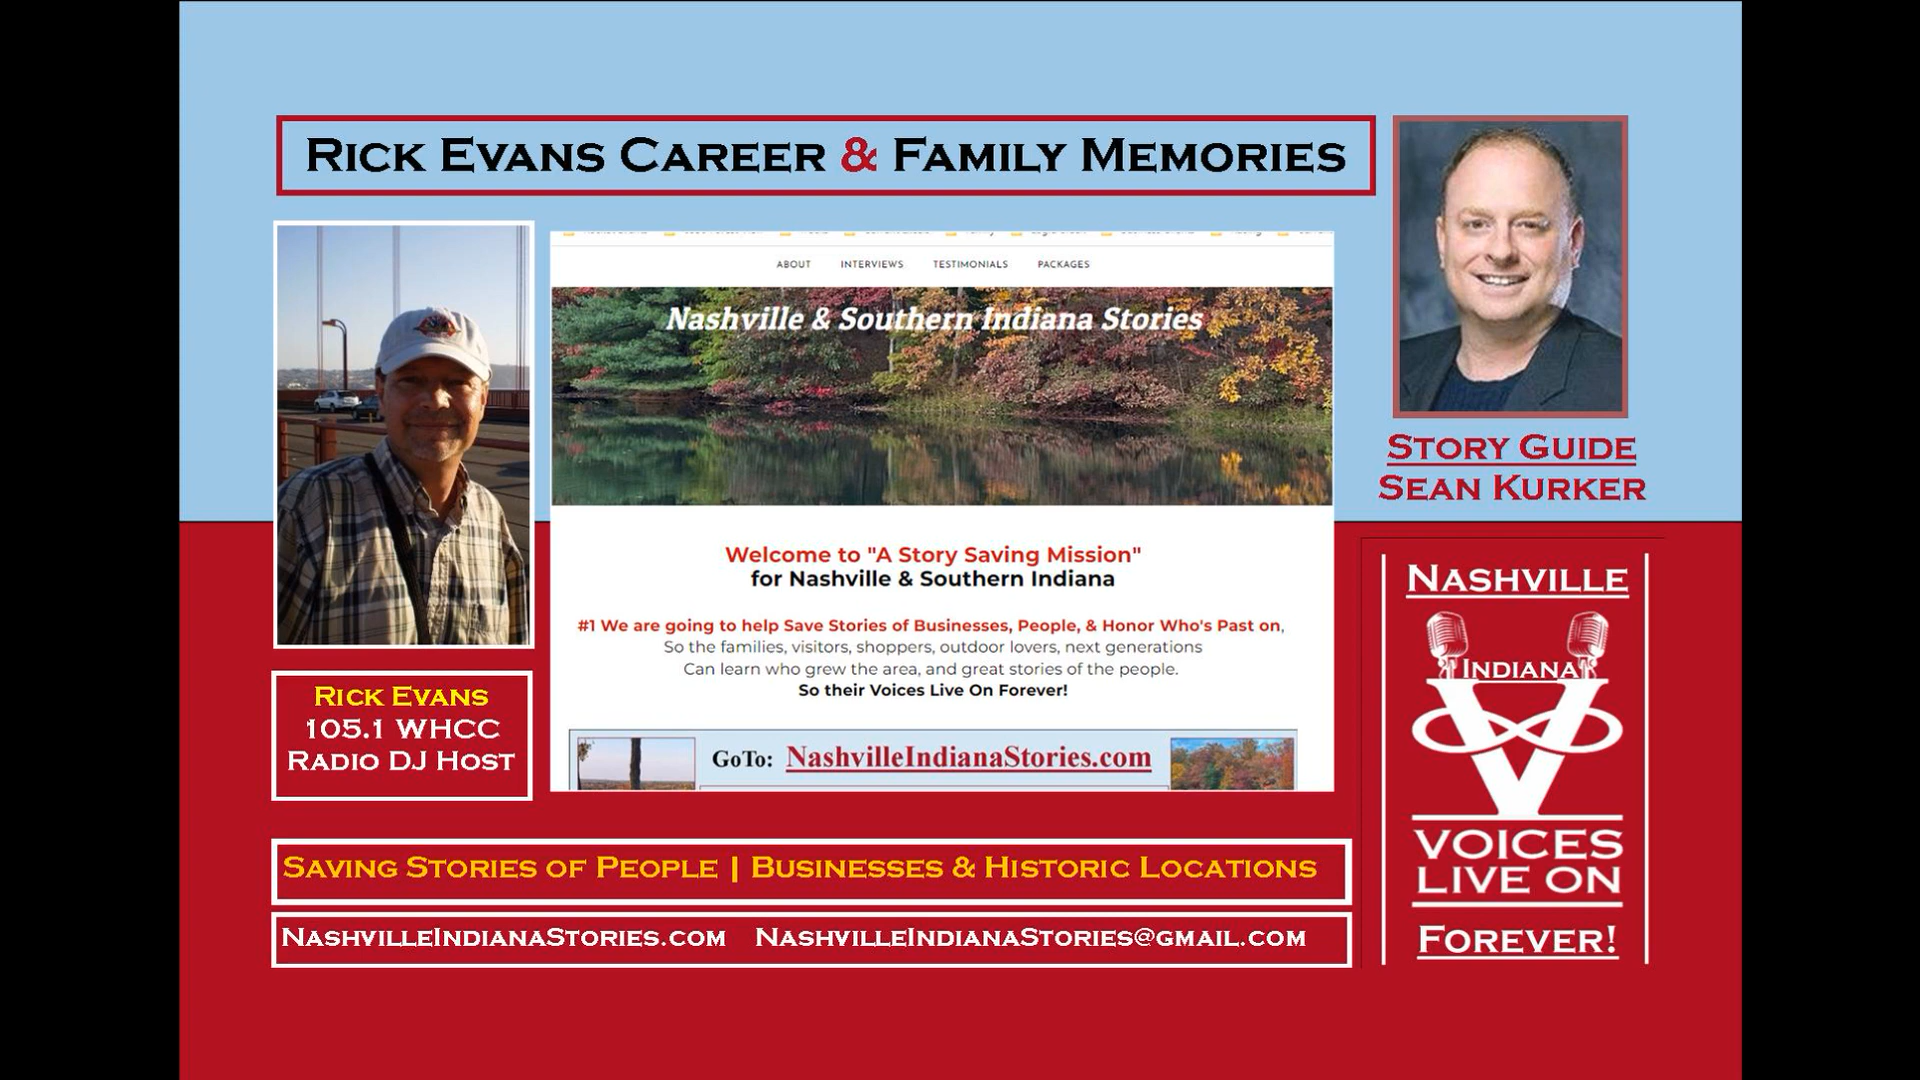 Rick Evans Career & Family Memories
Story Guide
Sean Kurker
ABOUT INTERVIEWS TESTIMONIALS PACKAGES
Nashville & Southern Indiana Stories
Welcome to "A Story Saving Mission"
for Nashville & Southern Indiana
#1 We are going to help Save Stories of Businesses, People, & Honor Who's Past on,
So the families, visitors, shoppers, outdoor lovers, next generations
Can learn who grew the area, and great stories of the people.
So their Voices Live On Forever!
GoTo: NashvilleIndianaStories.com
Rick Evans
105.1 WHCC
Radio DJ Host
Nashville
Indiana
V
VOICES
LIVE ON
Forever!
Saving Stories of People | Businesses & Historic Locations
NashvilleIndianaStories.com NashvilleIndianaStories@gmail.com